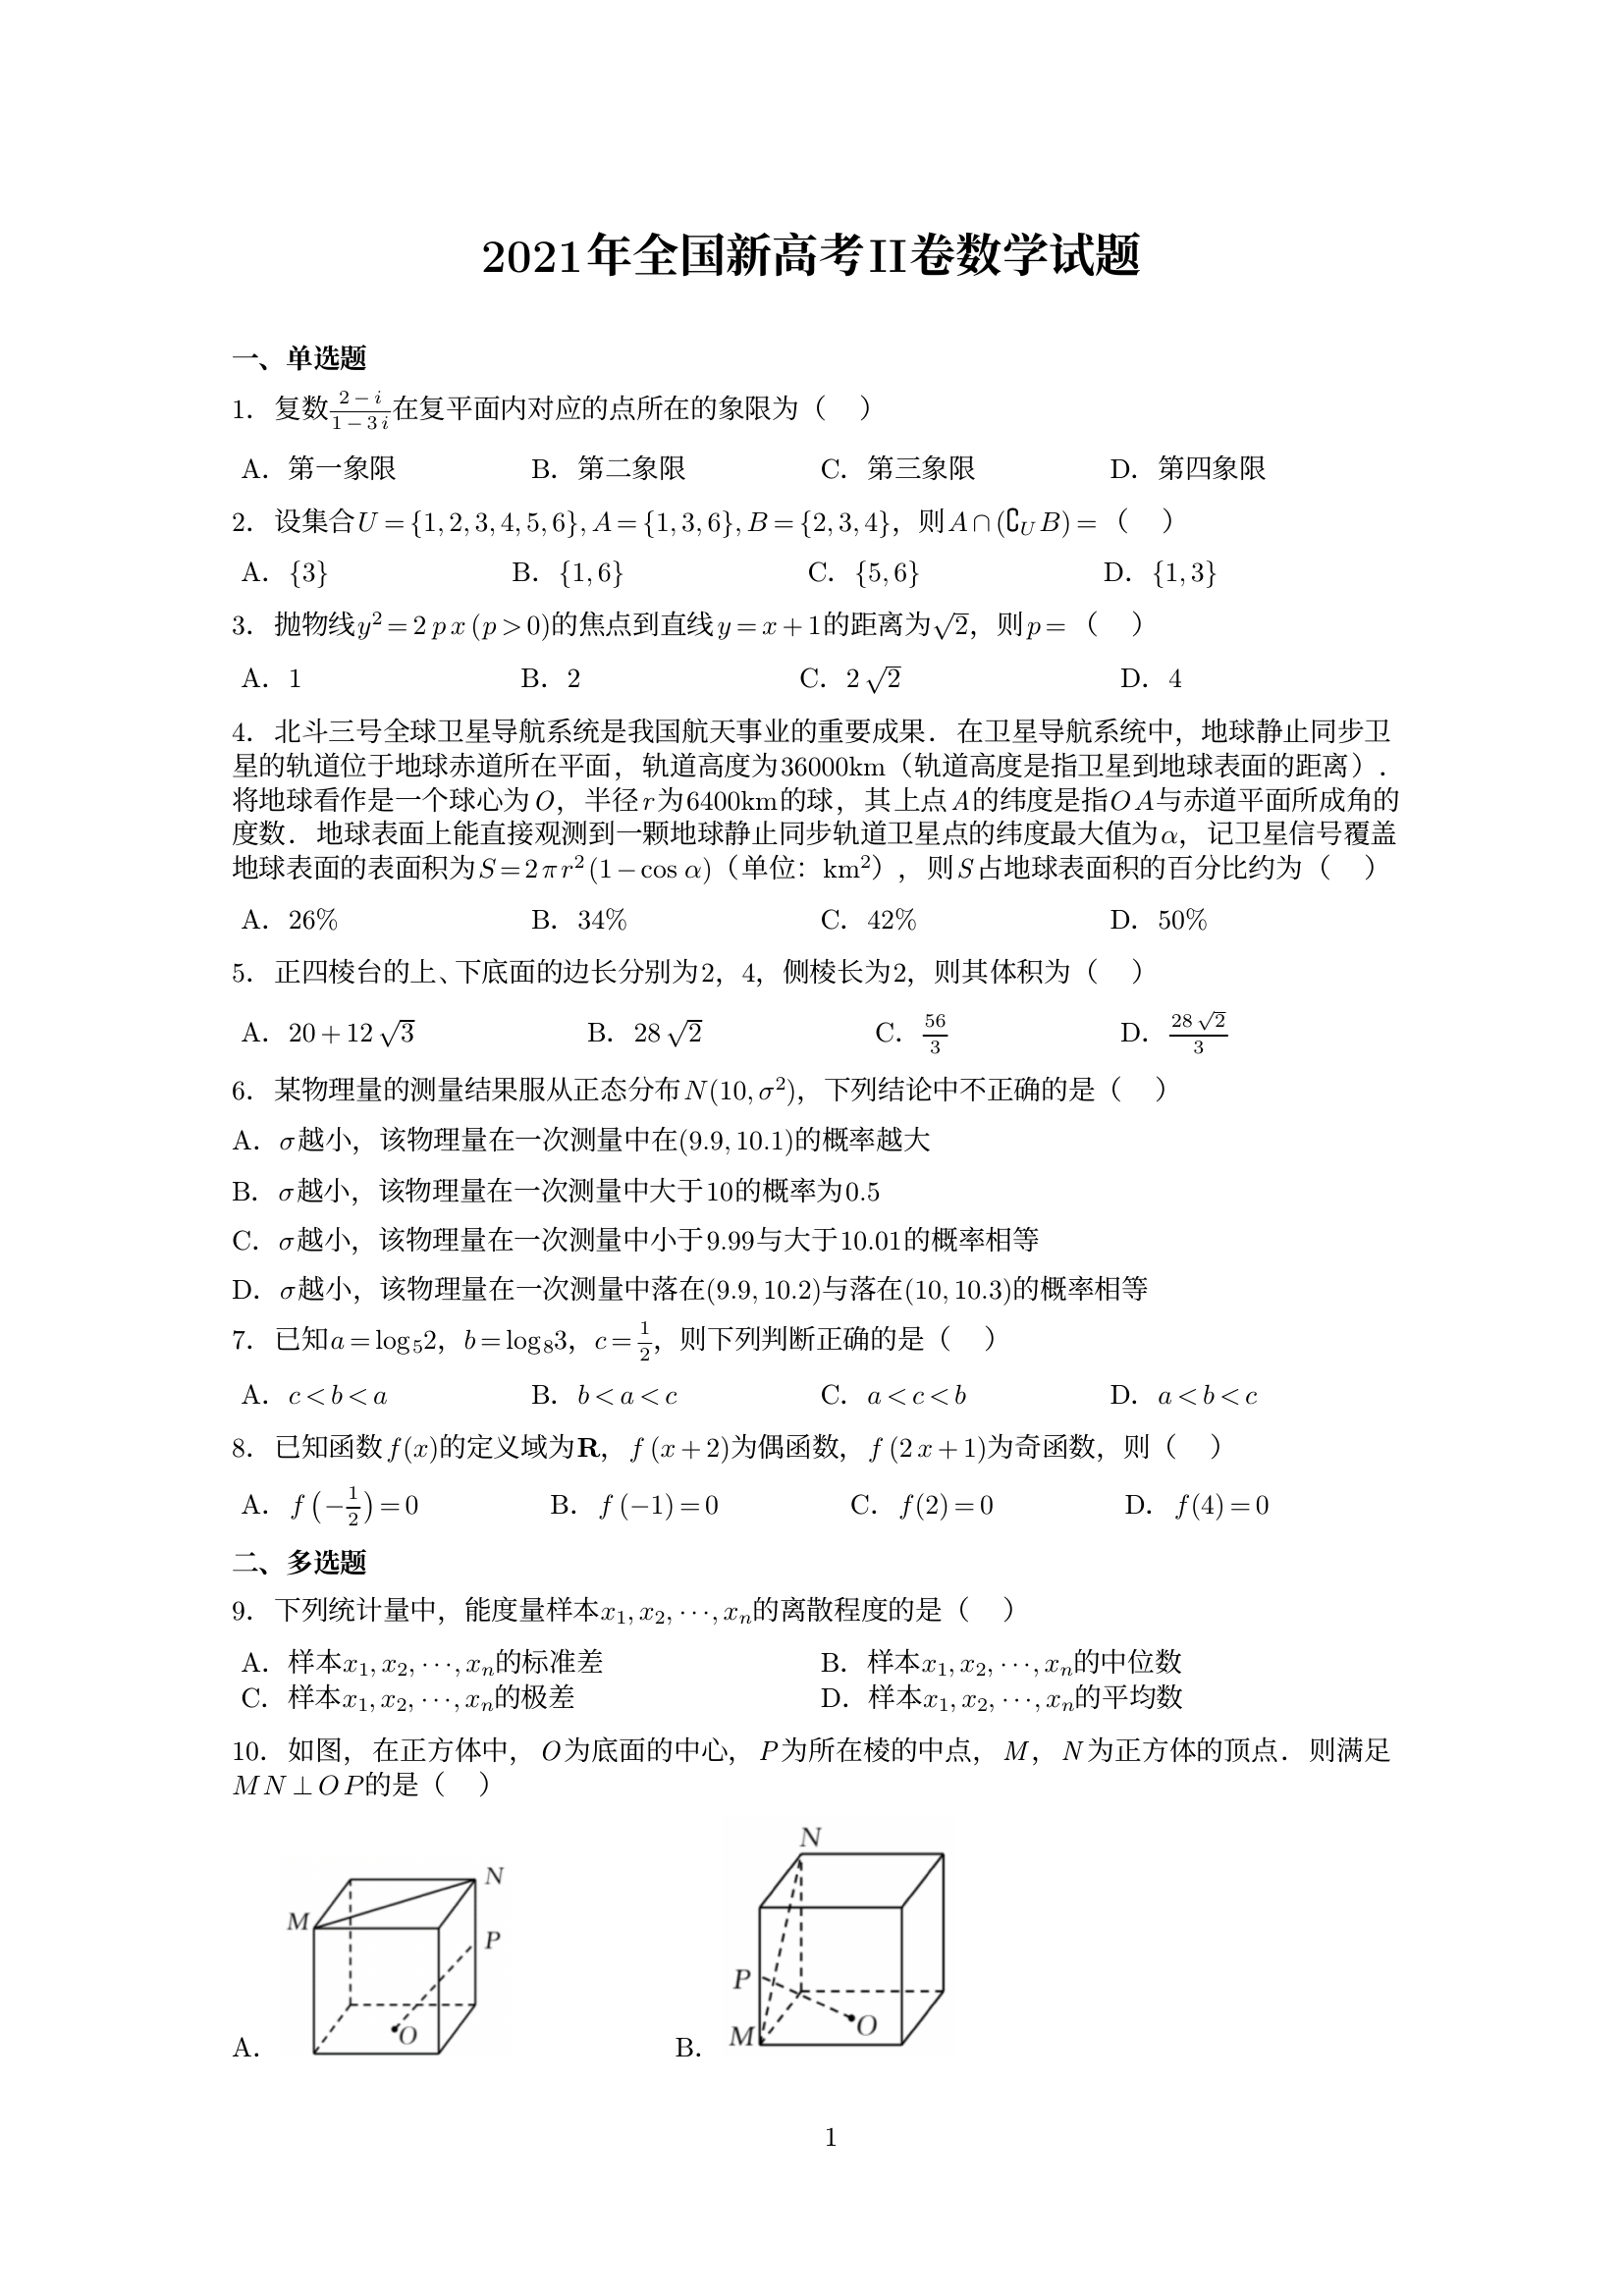 2021年全国新高考II卷数学试题
一、单选题
1．复数$\frac{2-i}{1-3i}$在复平面内对应的点所在的象限为（　）
A．第一象限　B．第二象限　C．第三象限　D．第四象限
2．设集合$U=\{1,2,3,4,5,6\},A=\{1,3,6\},B=\{2,3,4\}$，则$A\cap(\complement_U B)=$（　）
A．{3}　B．{1,6}　C．{5,6}　D．{1,3}
3．抛物线$y^2=2px(p>0)$的焦点到直线$y=x+1$的距离为$\sqrt{2}$，则$p=$（　）
A．1　B．2　C．$2\sqrt{2}$　D．4
4．北斗三号全球卫星导航系统是我国航天事业的重要成果．在卫星导航系统中，地球静止同步卫
星的轨道位于地球赤道所在平面，轨道高度为36000km（轨道高度是指卫星到地球表面的距离）．
将地球看作是一个球心为O，半径r为6400km的球，其上点A的纬度是指OA与赤道平面所成角的
度数．地球表面上能直接观测到一颗地球静止同步轨道卫星点的纬度最大值为α，记卫星信号覆盖
地球表面的表面积为$S=2\pi r^2(1-\cos\alpha)$（单位：km²），则S占地球表面积的百分比约为（　）
A．26%　B．34%　C．42%　D．50%
5．正四棱台的上、下底面的边长分别为2，4，侧棱长为2，则其体积为（　）
A．$20+12\sqrt{3}$　B．$28\sqrt{2}$　C．$\frac{56}{3}$　D．$\frac{28\sqrt{2}}{3}$
6．某物理量的测量结果服从正态分布$N(10,\sigma^2)$，下列结论中不正确的是（　）
A．σ越小，该物理量在一次测量中在(9.9,10.1)的概率越大
B．σ越小，该物理量在一次测量中大于10的概率为0.5
C．σ越小，该物理量在一次测量中小于9.99与大于10.01的概率相等
D．σ越小，该物理量在一次测量中落在(9.9,10.2)与落在(10,10.3)的概率相等
7．已知$a=\log_5 2$，$b=\log_8 3$，$c=\frac{1}{2}$，则下列判断正确的是（　）
A．c<b<a　B．b<a<c　C．a<c<b　D．a<b<c
8．已知函数f(x)的定义域为R，f(x+2)为偶函数，f(2x+1)为奇函数，则（　）
A．$f\left(-\frac{1}{2}\right)=0$　B．f(−1)=0　C．f(2)=0　D．f(4)=0
二、多选题
9．下列统计量中，能度量样本$x_1,x_2,\cdots,x_n$的离散程度的是（　）
A．样本$x_1,x_2,\cdots,x_n$的标准差　B．样本$x_1,x_2,\cdots,x_n$的中位数
C．样本$x_1,x_2,\cdots,x_n$的极差　D．样本$x_1,x_2,\cdots,x_n$的平均数
10．如图，在正方体中，O为底面的中心，P为所在棱的中点，M，N为正方体的顶点．则满足
MN⊥OP的是（　）
A．
M
N
P
O
B．
N
P
M
O
1